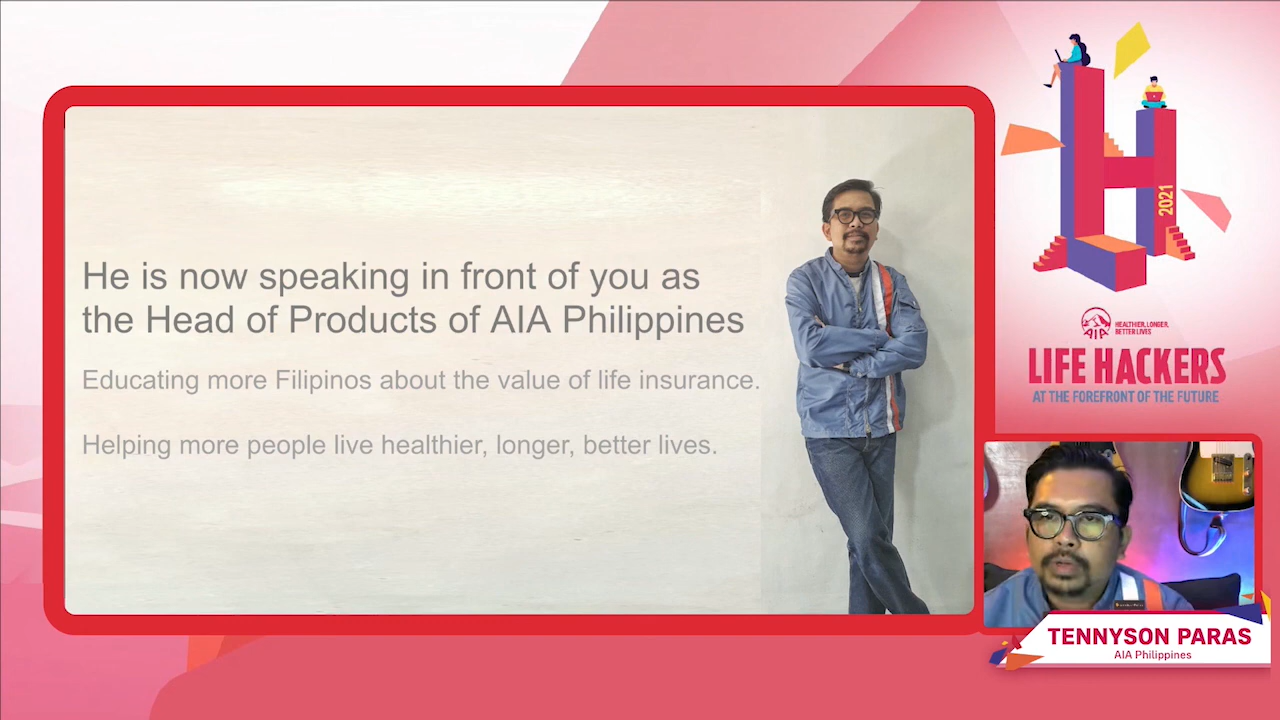 He is now speaking in front of you as
the Head of Products of AIA Philippines
Educating more Filipinos about the value of life insurance.
Helping more people live healthier, longer, better lives.
2021
AIA
HEALTHIER, LONGER,
BETTER LIVES
LIFE HACKERS
AT THE FOREFRONT OF THE FUTURE
TENNYSON PARAS
AIA Philippines